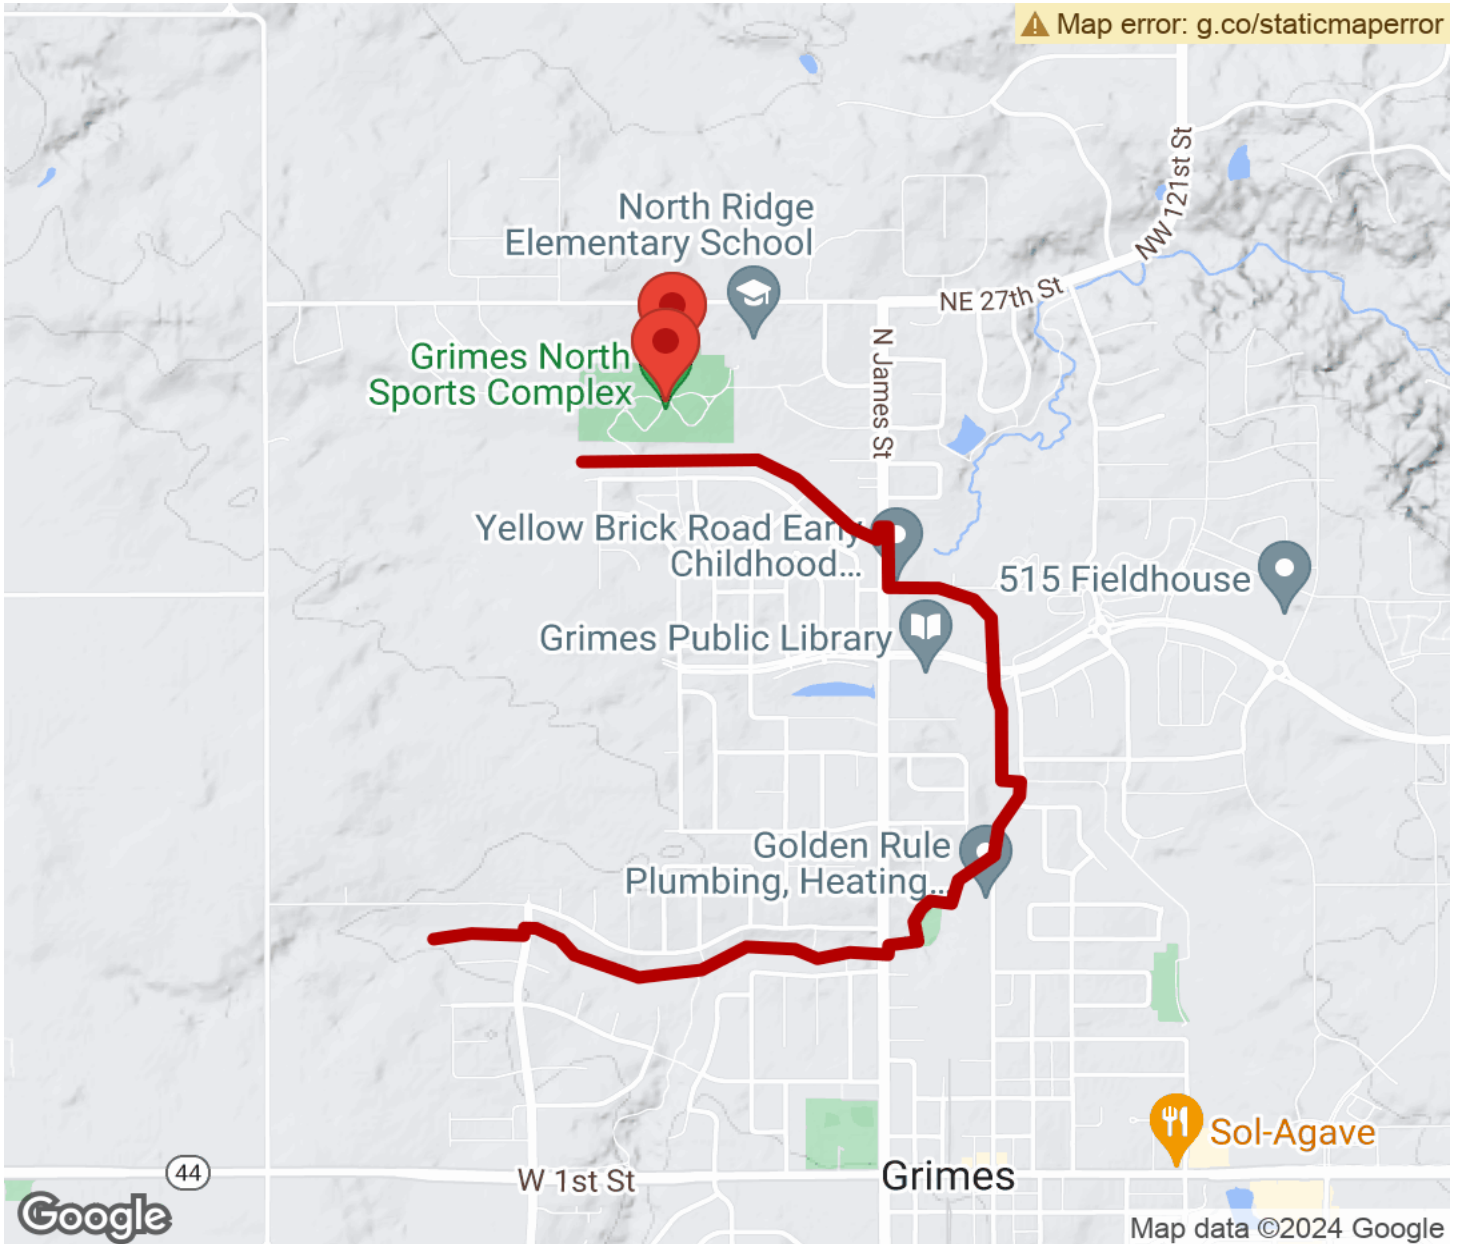 Map error: g.co/staticmaperror
NW 121st St
North Ridge
Elementary School
NE 27th St
N James St
Grimes North
Sports Complex
Yellow Brick Road Early
Childhood...
515 Fieldhouse
Grimes Public Library
Golden Rule
Plumbing, Heating...
Sol-Agave
44
W 1st St
Grimes
Google
Map data ©2024 Google